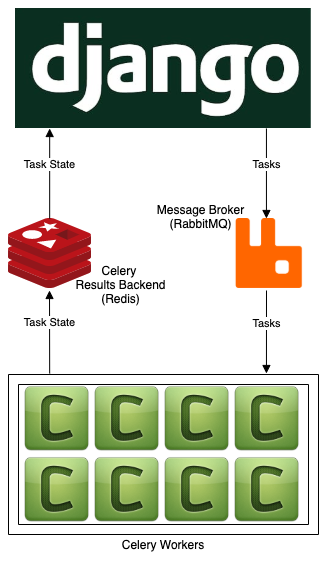 django
Task State
Tasks
Message Broker
(RabbitMQ)
Celery
Results Backend
(Redis)
Task State
Tasks
C C C C
C C C C
Celery Workers